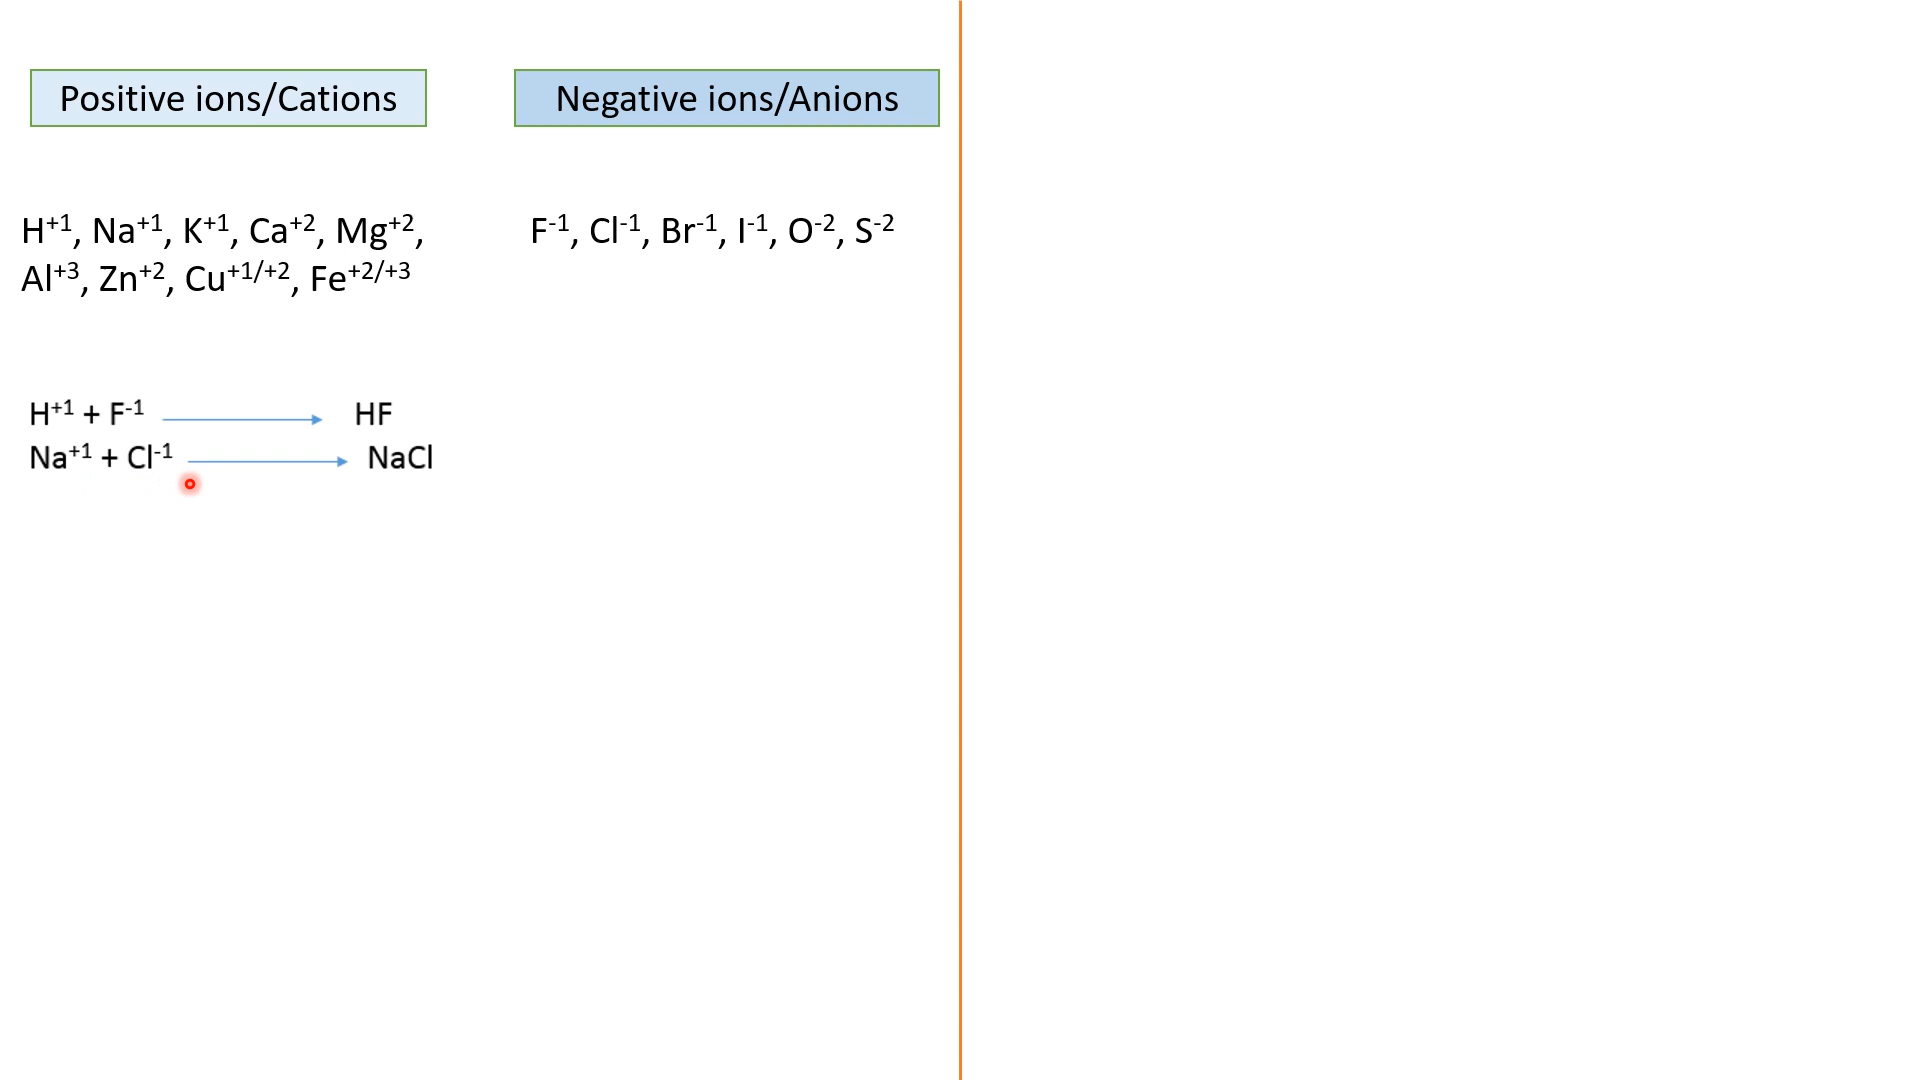 Positive ions/Cations
Negative ions/Anions
H⁺¹, Na⁺¹, K⁺¹, Ca⁺², Mg⁺²,
Al⁺³, Zn⁺², Cu⁺¹/⁺², Fe⁺²/⁺³
F⁻¹, Cl⁻¹, Br⁻¹, I⁻¹, O⁻², S⁻²
H⁺¹ + F⁻¹ → HF
Na⁺¹ + Cl⁻¹ → NaCl